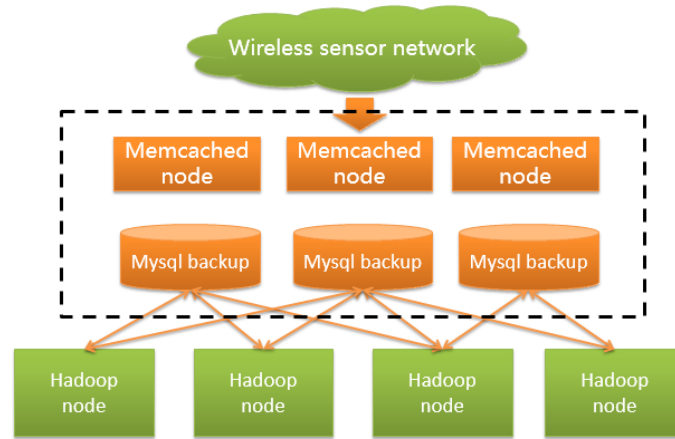 Wireless sensor network
Memcached
node
Memcached
node
Memcached
node
Mysql backup
Mysql backup
Mysql backup
Hadoop
node
Hadoop
node
Hadoop
node
Hadoop
node